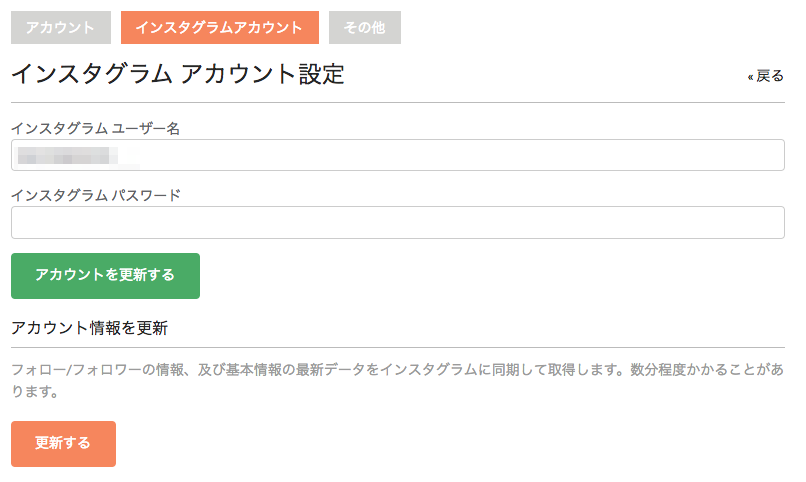 アカウント インスタグラムアカウント その他
インスタグラム アカウント設定 « 戻る
インスタグラム ユーザー名
インスタグラム パスワード
アカウントを更新する
アカウント情報を更新
フォロー/フォロワーの情報、及び基本情報の最新データをインスタグラムに同期して取得します。数分程度かかることがあ
ります。
更新する